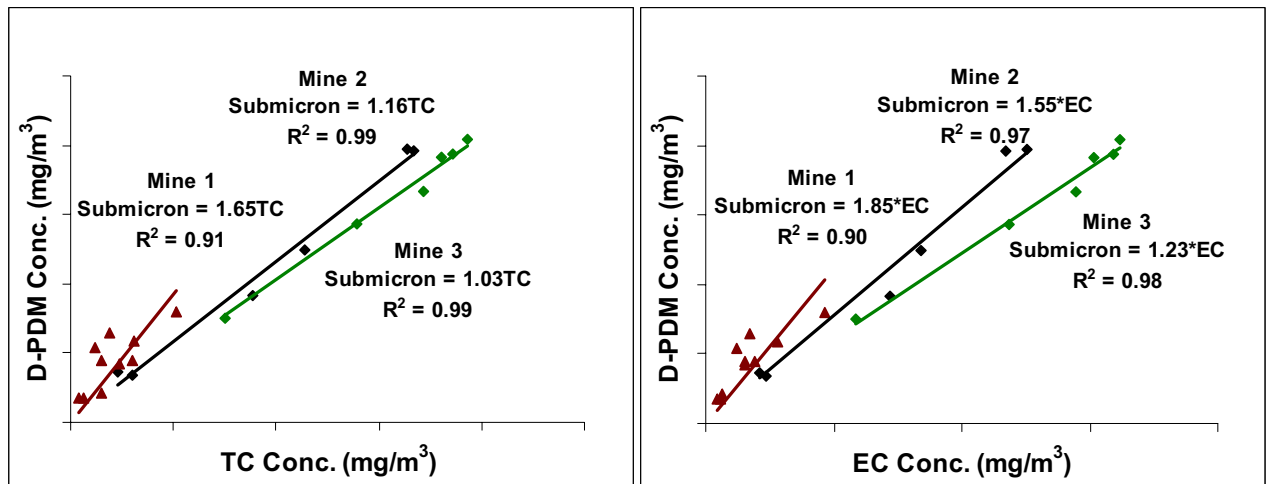 D-PDM Conc. (mg/m³)
Mine 2
Submicron = 1.16TC
R² = 0.99
Mine 1
Submicron = 1.65TC
R² = 0.91
Mine 3
Submicron = 1.03TC
R² = 0.99
TC Conc. (mg/m³)
D-PDM Conc. (mg/m³)
Mine 2
Submicron = 1.55*EC
R² = 0.97
Mine 1
Submicron = 1.85*EC
R² = 0.90
Mine 3
Submicron = 1.23*EC
R² = 0.98
EC Conc. (mg/m³)